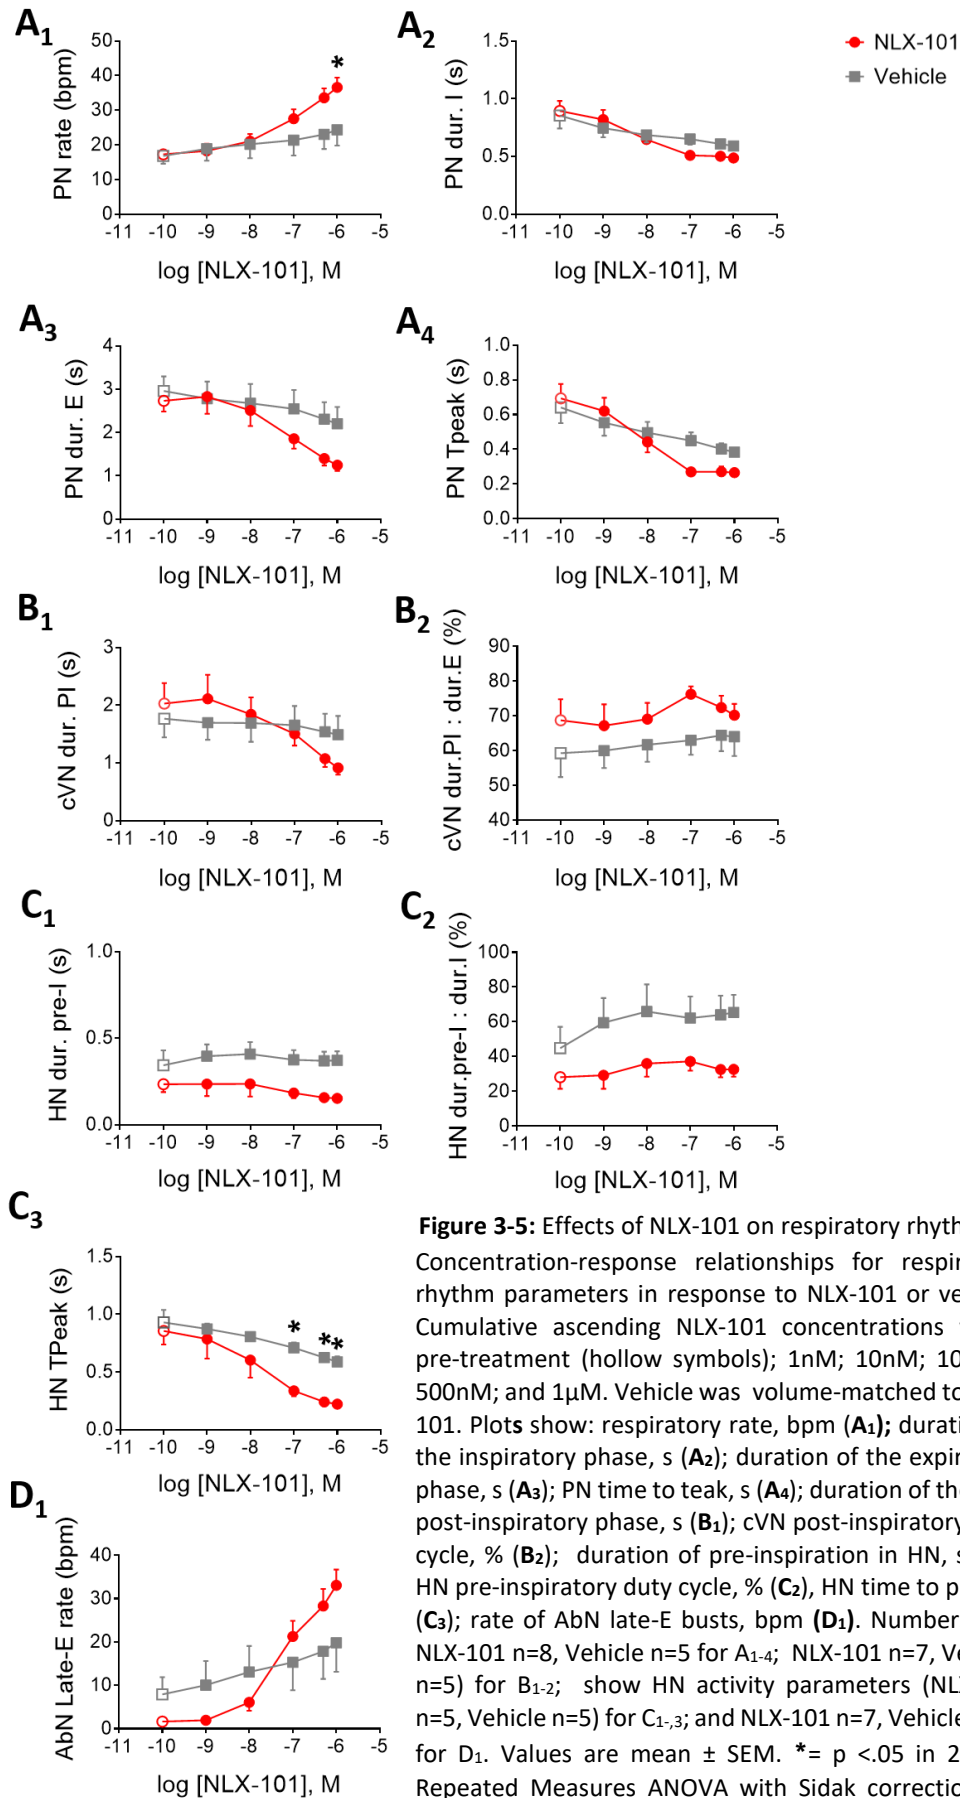 A1
PN rate (bpm)
50
40
30
20
10
0
*
-11 -10 -9 -8 -7 -6 -5
log [NLX-101], M
A2
PN dur. I (s)
1.5
1.0
0.5
0.0
-11 -10 -9 -8 -7 -6 -5
log [NLX-101], M
NLX-101
Vehicle
A3
PN dur. E (s)
4
3
2
1
0
-11 -10 -9 -8 -7 -6 -5
log [NLX-101], M
A4
PN Tpeak (s)
1.0
0.8
0.6
0.4
0.2
0.0
-11 -10 -9 -8 -7 -6 -5
log [NLX-101], M
B1
cVN dur. PI (s)
3
2
1
0
-11 -10 -9 -8 -7 -6 -5
log [NLX-101], M
B2
cVN dur.PI : dur.E (%)
90
80
70
60
50
40
-11 -10 -9 -8 -7 -6 -5
log [NLX-101], M
C1
HN dur. pre-I (s)
1.0
0.5
0.0
-11 -10 -9 -8 -7 -6 -5
log [NLX-101], M
C2
HN dur.pre-I : dur.I (%)
100
80
60
40
20
0
-11 -10 -9 -8 -7 -6 -5
log [NLX-101], M
C3
HN TPeak (s)
1.5
1.0
0.5
0.0
* * *
-11 -10 -9 -8 -7 -6 -5
log [NLX-101], M
D1
AbN Late-E rate (bpm)
40
30
20
10
0
-11 -10 -9 -8 -7 -6 -5
log [NLX-101], M
Figure 3-5: Effects of NLX-101 on respiratory rhyth
Concentration-response relationships for respir
rhythm parameters in response to NLX-101 or ve
Cumulative ascending NLX-101 concentrations
pre-treatment (hollow symbols); 1nM; 10nM; 10
500nM; and 1µM. Vehicle was volume-matched to
101. Plots show: respiratory rate, bpm (A1); durati
the inspiratory phase, s (A2); duration of the expir
phase, s (A3); PN time to teak, s (A4); duration of the
post-inspiratory phase, s (B1); cVN post-inspiratory
cycle, % (B2); duration of pre-inspiration in HN, s
HN pre-inspiratory duty cycle, % (C2), HN time to p
(C3); rate of AbN late-E busts, bpm (D1). Number
NLX-101 n=8, Vehicle n=5 for A1-4; NLX-101 n=7, Ve
n=5) for B1-2; show HN activity parameters (NL
n=5, Vehicle n=5) for C1-,3; and NLX-101 n=7, Vehicle
for D1. Values are mean ± SEM. *= p <.05 in 2
Repeated Measures ANOVA with Sidak correctio